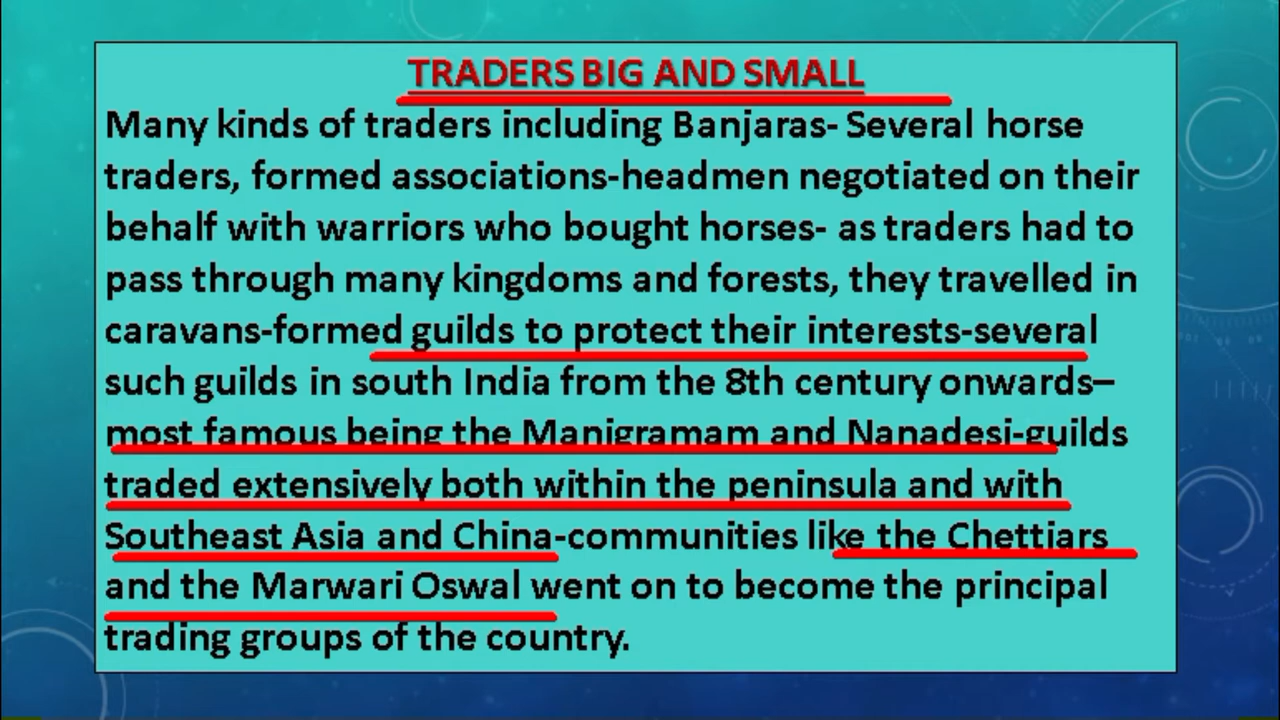 TRADERS BIG AND SMALL
Many kinds of traders including Banjaras- Several horse
traders, formed associations-headmen negotiated on their
behalf with warriors who bought horses- as traders had to
pass through many kingdoms and forests, they travelled in
caravans-formed guilds to protect their interests-several
such guilds in south India from the 8th century onwards–
most famous being the Manigramam and Nanadesi-guilds
traded extensively both within the peninsula and with
Southeast Asia and China-communities like the Chettiars
and the Marwari Oswal went on to become the principal
trading groups of the country.